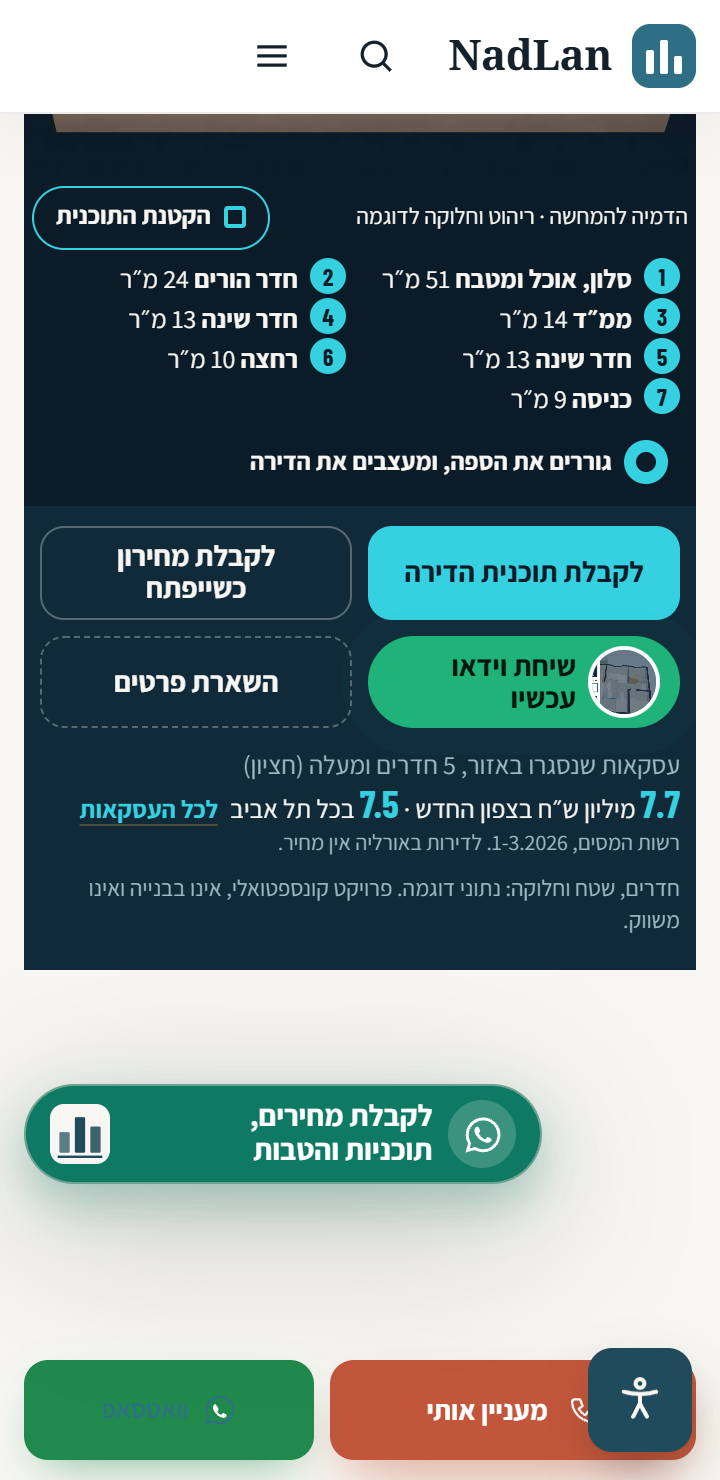 NadLan
הדמיה להמחשה · ריהוט וחלוקה לדוגמה
הקטנת התוכנית
1 סלון, אוכל ומטבח 51 מ״ר
2 חדר הורים 24 מ״ר
3 ממ״ד 14 מ״ר
4 חדר שינה 13 מ״ר
5 חדר שינה 13 מ״ר
6 רחצה 10 מ״ר
7 כניסה 9 מ״ר
גוררים את הספה, ומעצבים את הדירה
לקבלת תוכנית הדירה
לקבלת מחירון
כשייפתח
שיחת וידאו
עכשיו
השארת פרטים
עסקאות שנסגרו באזור, 5 חדרים ומעלה (חציון)
7.7 מיליון ש״ח בצפון החדש · 7.5 בכל תל אביב לכל העסקאות
רשות המסים, 1-3.2026. לדירות באורליה אין מחיר.
חדרים, שטח וחלוקה: נתוני דוגמה. פרויקט קונספטואלי, אינו בבנייה ואינו
משווק.
לקבלת מחירים,
תוכניות והטבות
מעניין אותי
וואטסאפ